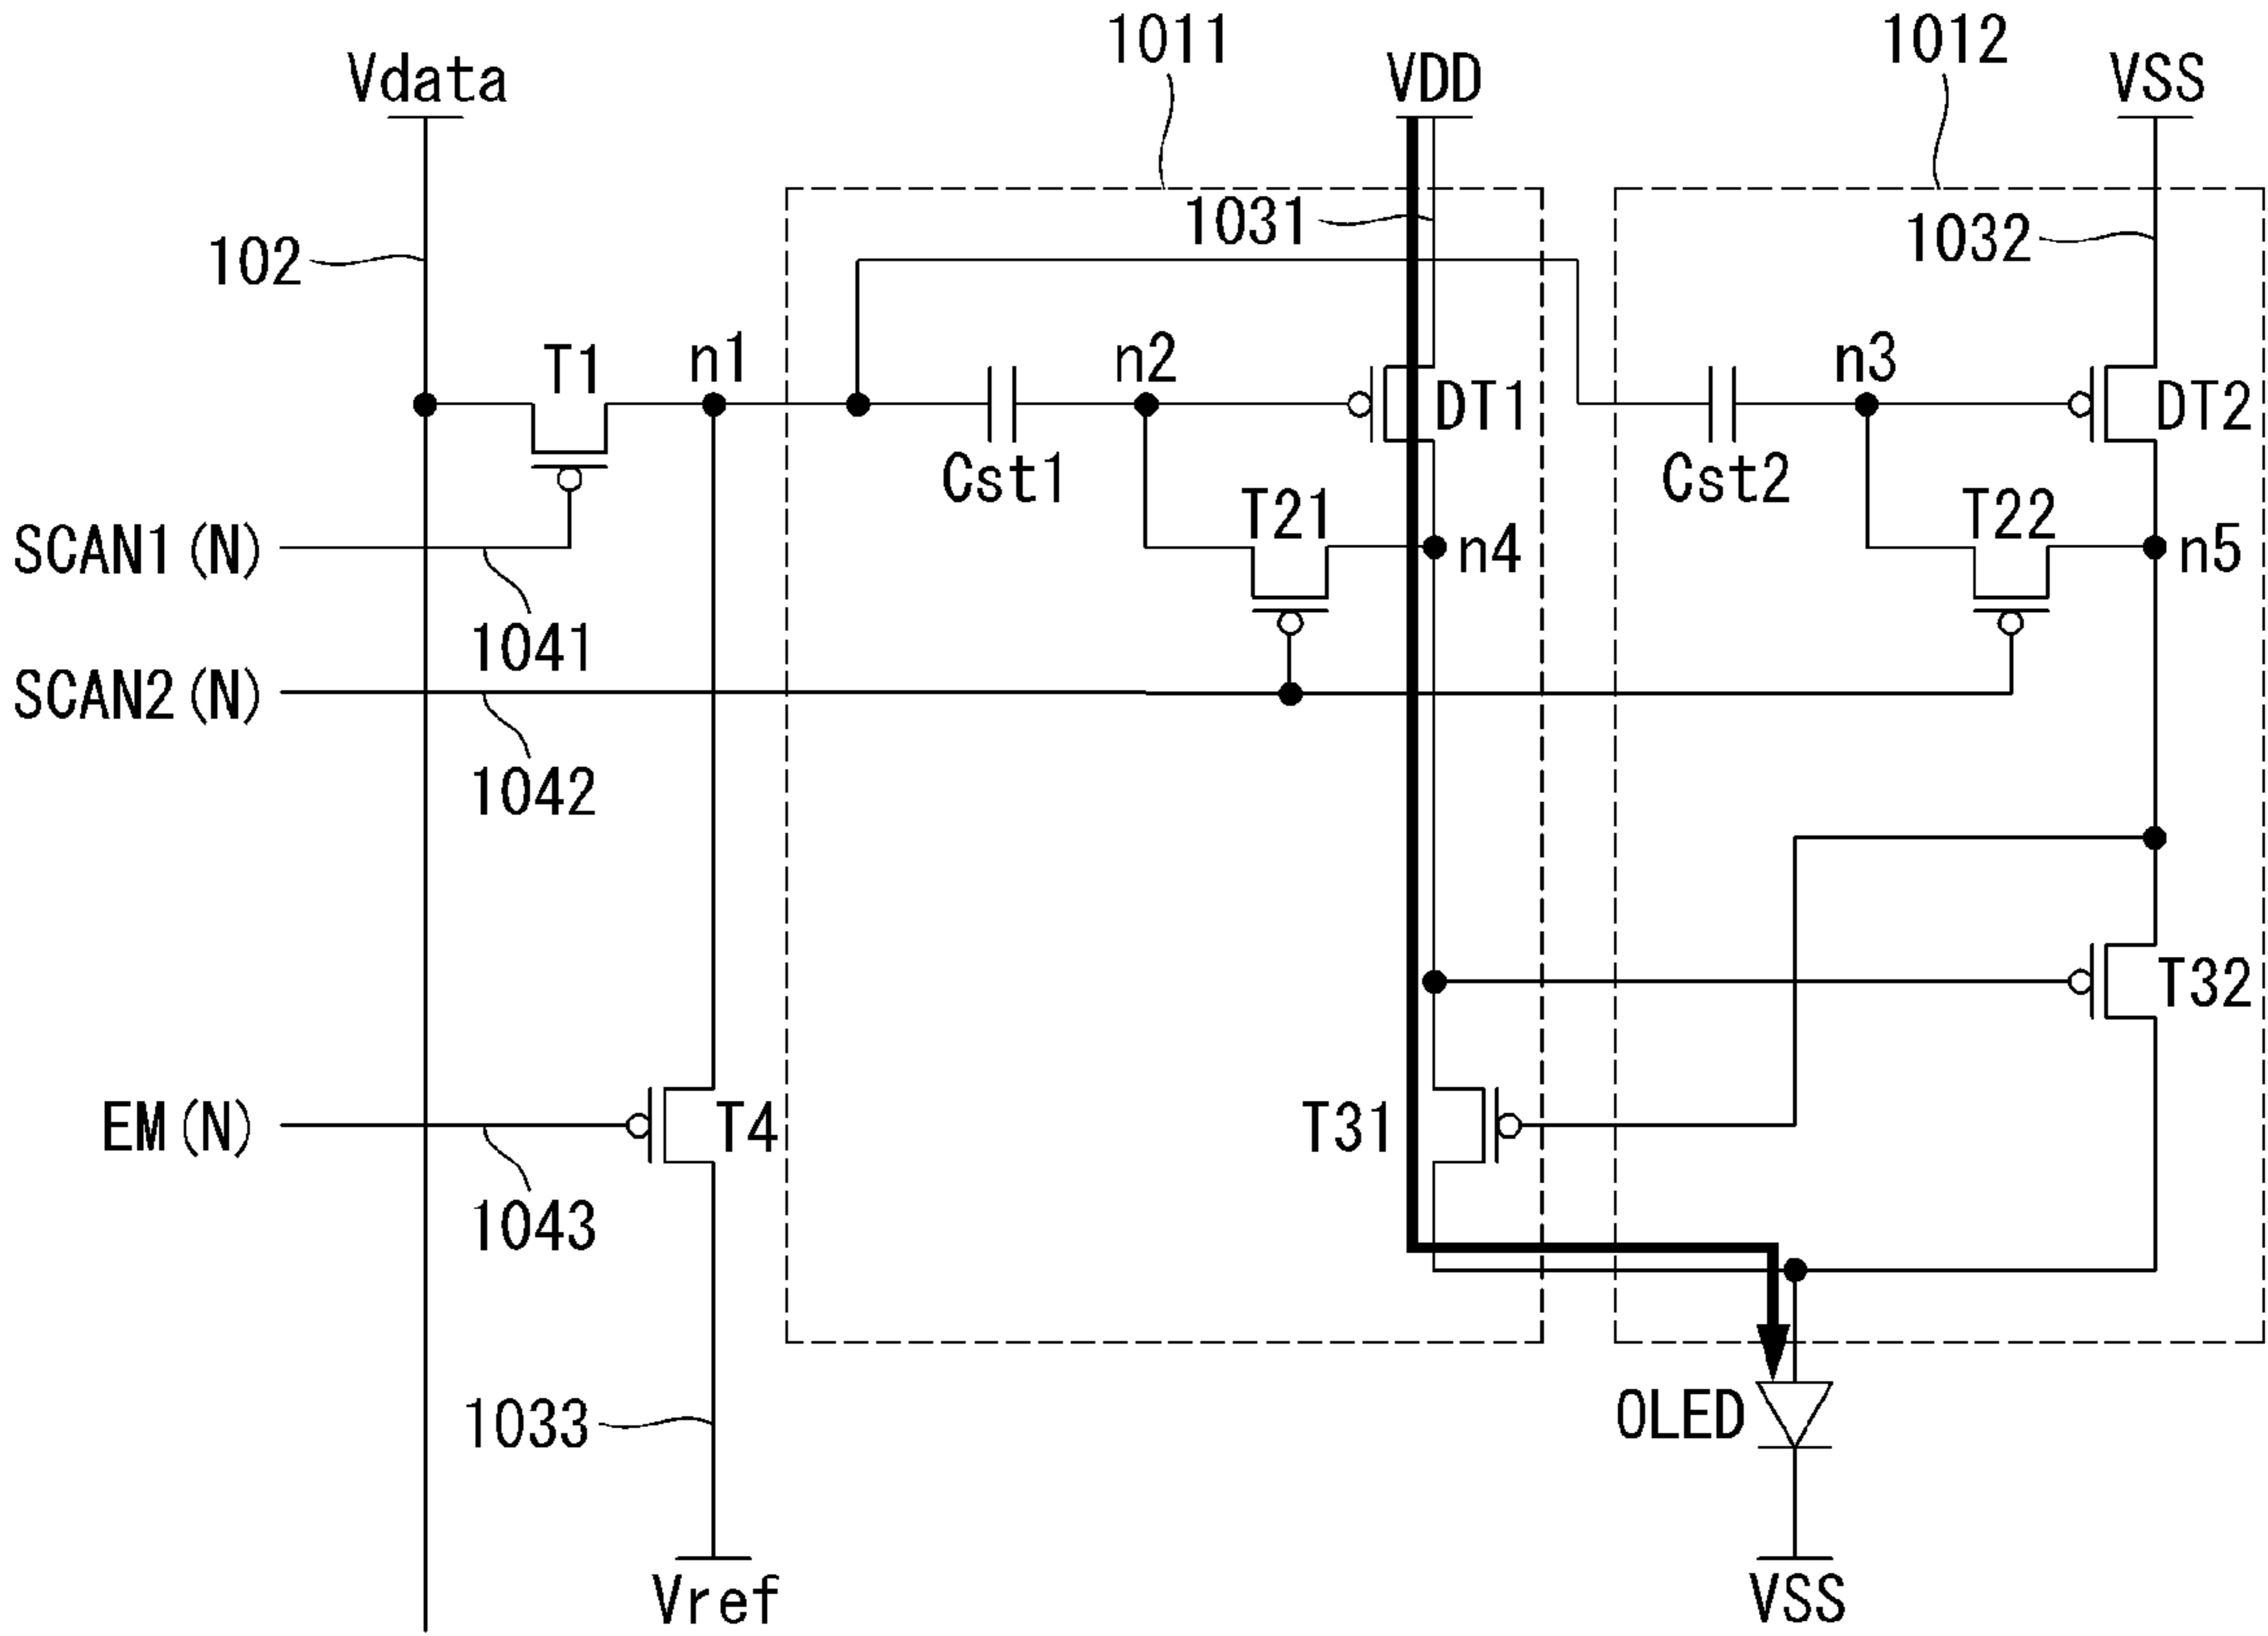 1011
1012
Vdata
VDD
VSS
1031
1032
102
T1
n1
n2
n3
DT1
DT2
Cst1
Cst2
T21
T22
SCAN1(N)
n4
n5
1041
SCAN2(N)
1042
T32
EM(N)
T4
T31
1043
1033
OLED
Vref
VSS